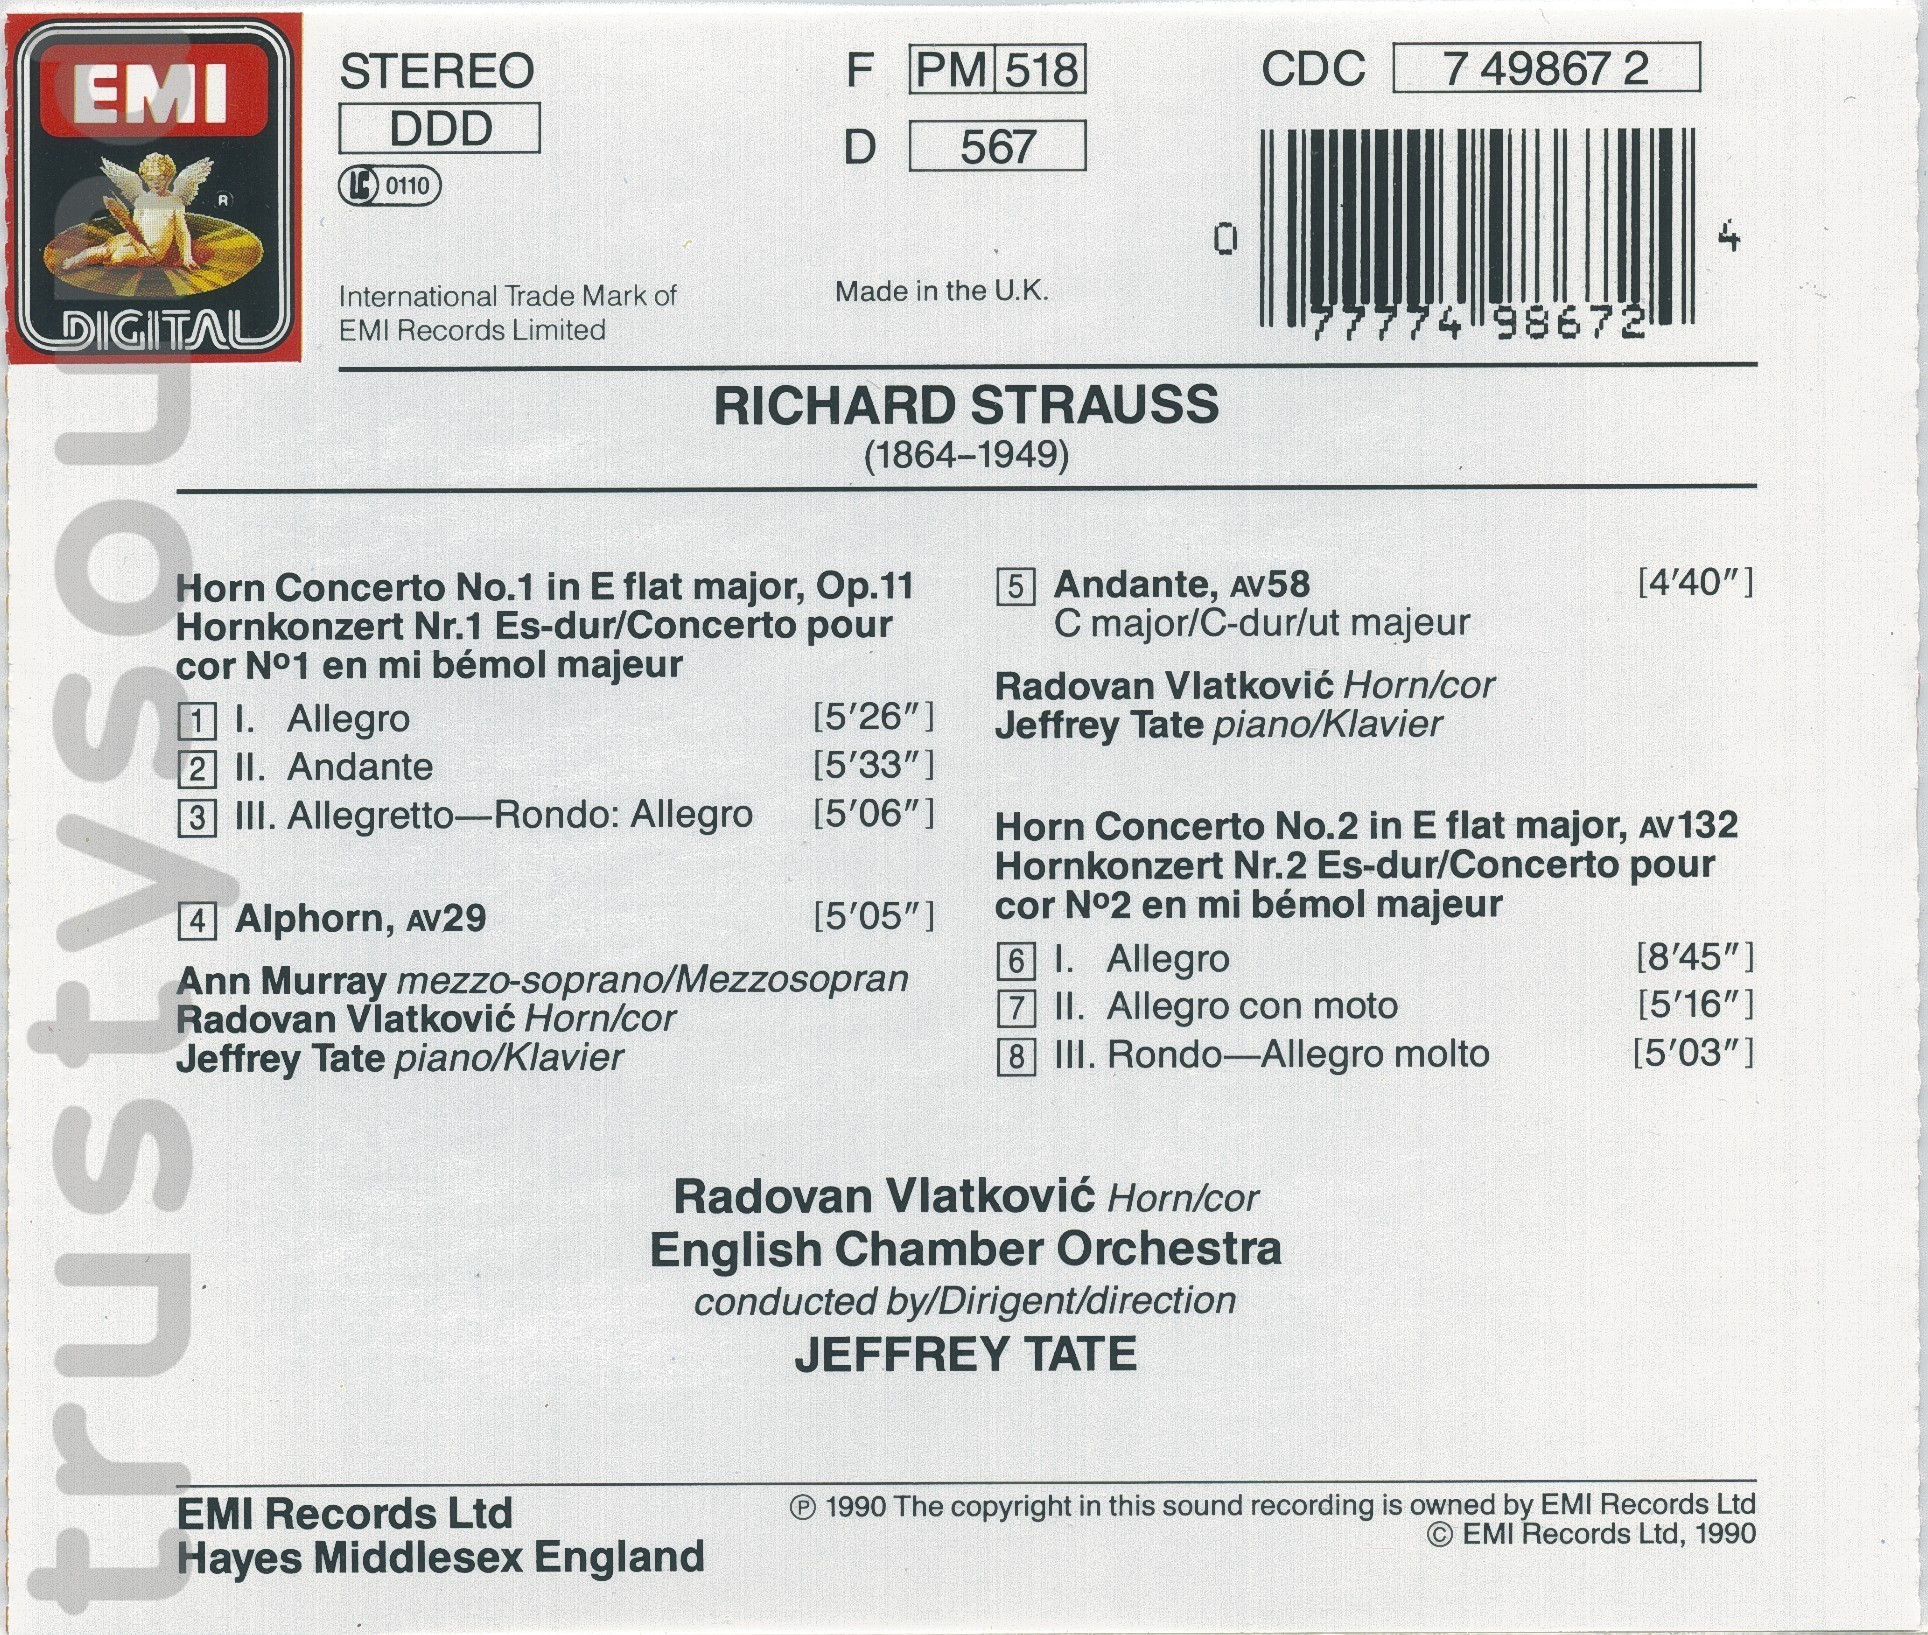 EMI
®
DIGITAL
STEREO
DDD
LC 0110
International Trade Mark of
EMI Records Limited
F PM 518
D 567
Made in the U.K.
CDC 7 49867 2
0 77774 98672 4
RICHARD STRAUSS
(1864–1949)
Horn Concerto No.1 in E flat major, Op.11
Hornkonzert Nr.1 Es-dur/Concerto pour
cor Nº1 en mi bémol majeur
1 I. Allegro [5′26″]
2 II. Andante [5′33″]
3 III. Allegretto—Rondo: Allegro [5′06″]
4 Alphorn, AV29 [5′05″]
Ann Murray mezzo-soprano/Mezzosopran
Radovan Vlatković Horn/cor
Jeffrey Tate piano/Klavier
5 Andante, AV58 [4′40″]
C major/C-dur/ut majeur
Radovan Vlatković Horn/cor
Jeffrey Tate piano/Klavier
Horn Concerto No.2 in E flat major, AV132
Hornkonzert Nr.2 Es-dur/Concerto pour
cor Nº2 en mi bémol majeur
6 I. Allegro [8′45″]
7 II. Allegro con moto [5′16″]
8 III. Rondo—Allegro molto [5′03″]
Radovan Vlatković Horn/cor
English Chamber Orchestra
conducted by/Dirigent/direction
JEFFREY TATE
EMI Records Ltd
Hayes Middlesex England
℗ 1990 The copyright in this sound recording is owned by EMI Records Ltd
© EMI Records Ltd, 1990